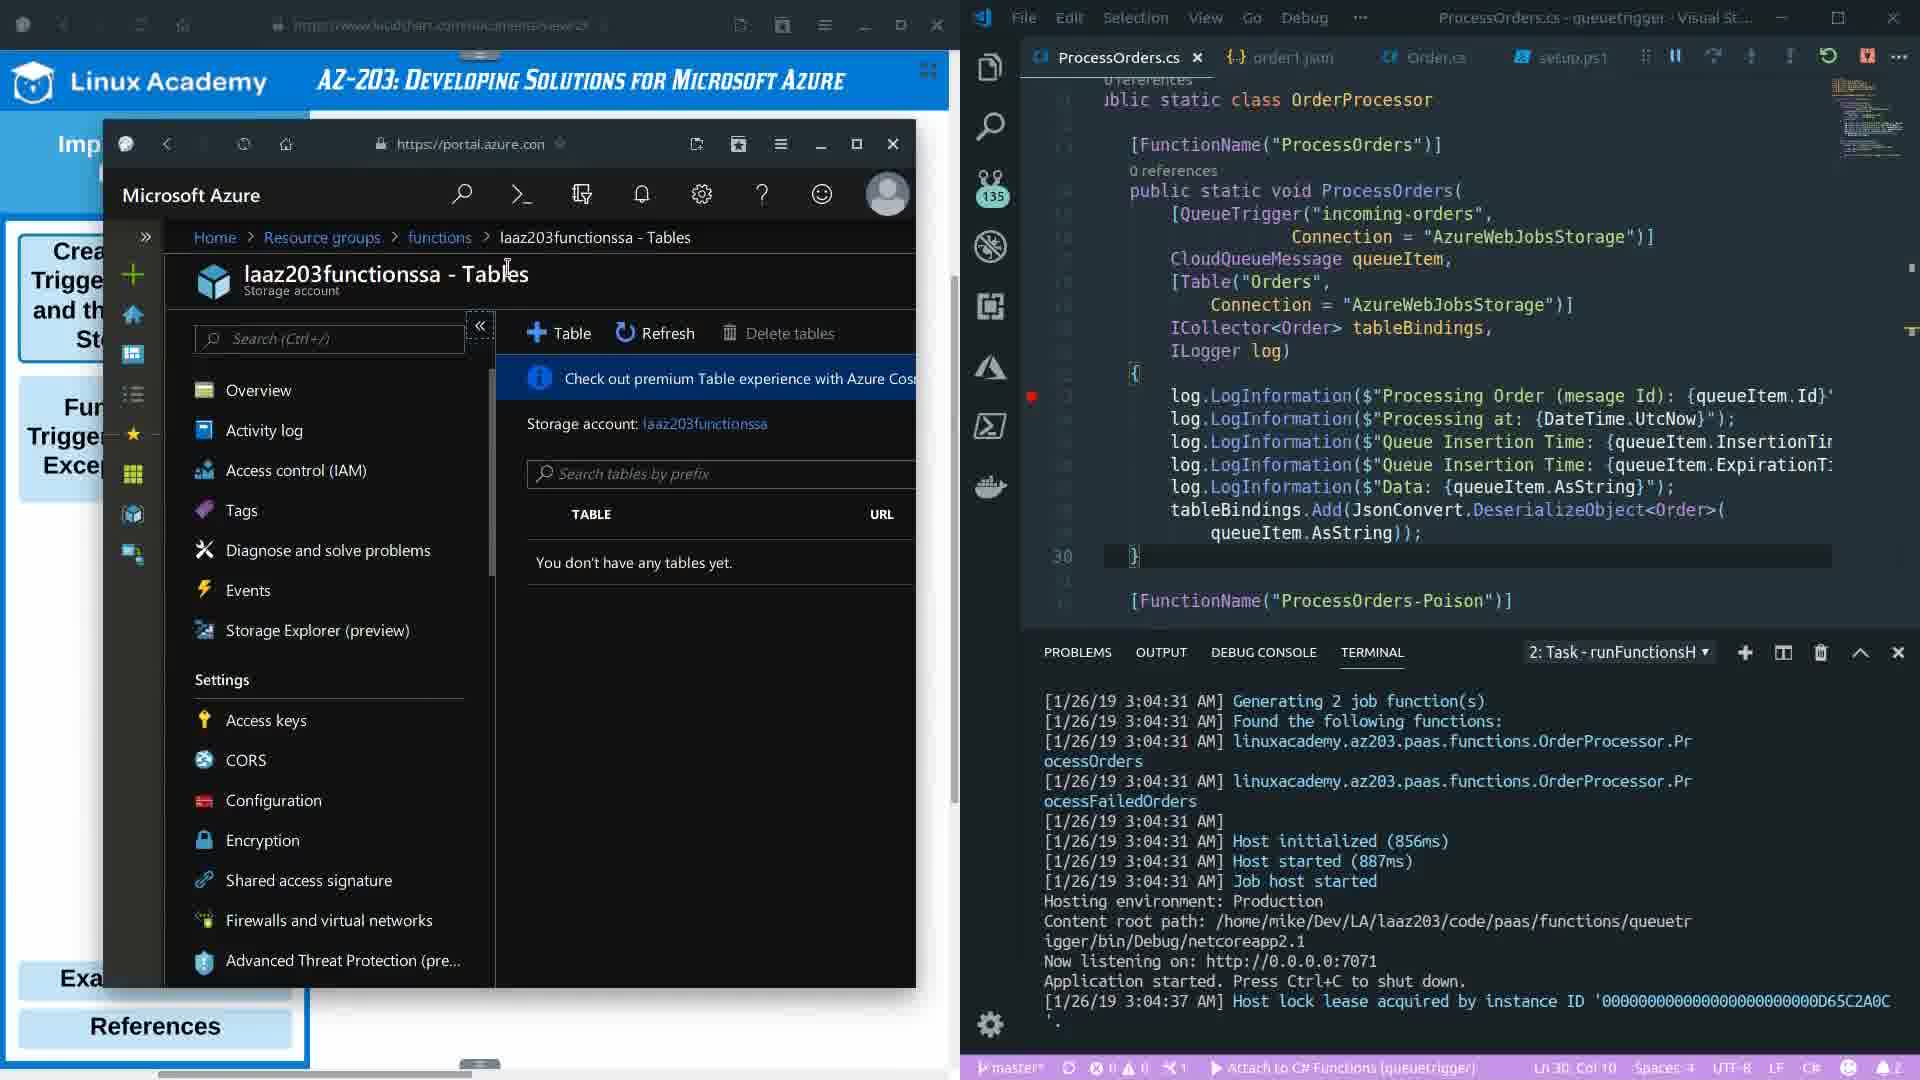 https://www.lucidchart.com/documents/view/2
Linux Academy
AZ-203: Developing Solutions for Microsoft Azure
Imp
Crea
Trigge
and th
Sto
Fun
Trigger
Exce
Exa
References
https://portal.azure.con
Microsoft Azure
Home > Resource groups > functions > laaz203functionssa - Tables
laaz203functionssa - Tables
Storage account
Search (Ctrl+/)
Overview
Activity log
Access control (IAM)
Tags
Diagnose and solve problems
Events
Storage Explorer (preview)
Settings
Access keys
CORS
Configuration
Encryption
Shared access signature
Firewalls and virtual networks
Advanced Threat Protection (pre...
Table Refresh Delete tables
Check out premium Table experience with Azure Cos
Storage account: laaz203functionssa
Search tables by prefix
TABLE URL
You don't have any tables yet.
File Edit Selection View Go Debug ··· ProcessOrders.cs - queuetrigger - Visual St...
ProcessOrders.cs order1.json Order.cs setup.ps1
135
0 references
ublic static class OrderProcessor
[FunctionName("ProcessOrders")]
0 references
public static void ProcessOrders(
[QueueTrigger("incoming-orders",
Connection = "AzureWebJobsStorage")]
CloudQueueMessage queueItem,
[Table("Orders",
Connection = "AzureWebJobsStorage")]
ICollector<Order> tableBindings,
ILogger log)
{
log.LogInformation($"Processing Order (mesage Id): {queueItem.Id}"
log.LogInformation($"Processing at: {DateTime.UtcNow}");
log.LogInformation($"Queue Insertion Time: {queueItem.InsertionTim
log.LogInformation($"Queue Insertion Time: {queueItem.ExpirationTi
log.LogInformation($"Data: {queueItem.AsString}");
tableBindings.Add(JsonConvert.DeserializeObject<Order>(
queueItem.AsString));
30 }
[FunctionName("ProcessOrders-Poison")]
PROBLEMS OUTPUT DEBUG CONSOLE TERMINAL 2: Task - runFunctionsH
[1/26/19 3:04:31 AM] Generating 2 job function(s)
[1/26/19 3:04:31 AM] Found the following functions:
[1/26/19 3:04:31 AM] linuxacademy.az203.paas.functions.OrderProcessor.Pr
ocessOrders
[1/26/19 3:04:31 AM] linuxacademy.az203.paas.functions.OrderProcessor.Pr
ocessFailedOrders
[1/26/19 3:04:31 AM]
[1/26/19 3:04:31 AM] Host initialized (856ms)
[1/26/19 3:04:31 AM] Host started (887ms)
[1/26/19 3:04:31 AM] Job host started
Hosting environment: Production
Content root path: /home/mike/Dev/LA/laaz203/code/paas/functions/queuetr
igger/bin/Debug/netcoreapp2.1
Now listening on: http://0.0.0.0:7071
Application started. Press Ctrl+C to shut down.
[1/26/19 3:04:37 AM] Host lock lease acquired by instance ID '000000000000000000000000D65C2A0C
'.
master* 0 0 1 Attach to C# Functions (queuetrigger) Ln 30, Col 10 Spaces: 4 UTF-8 LF C# 2